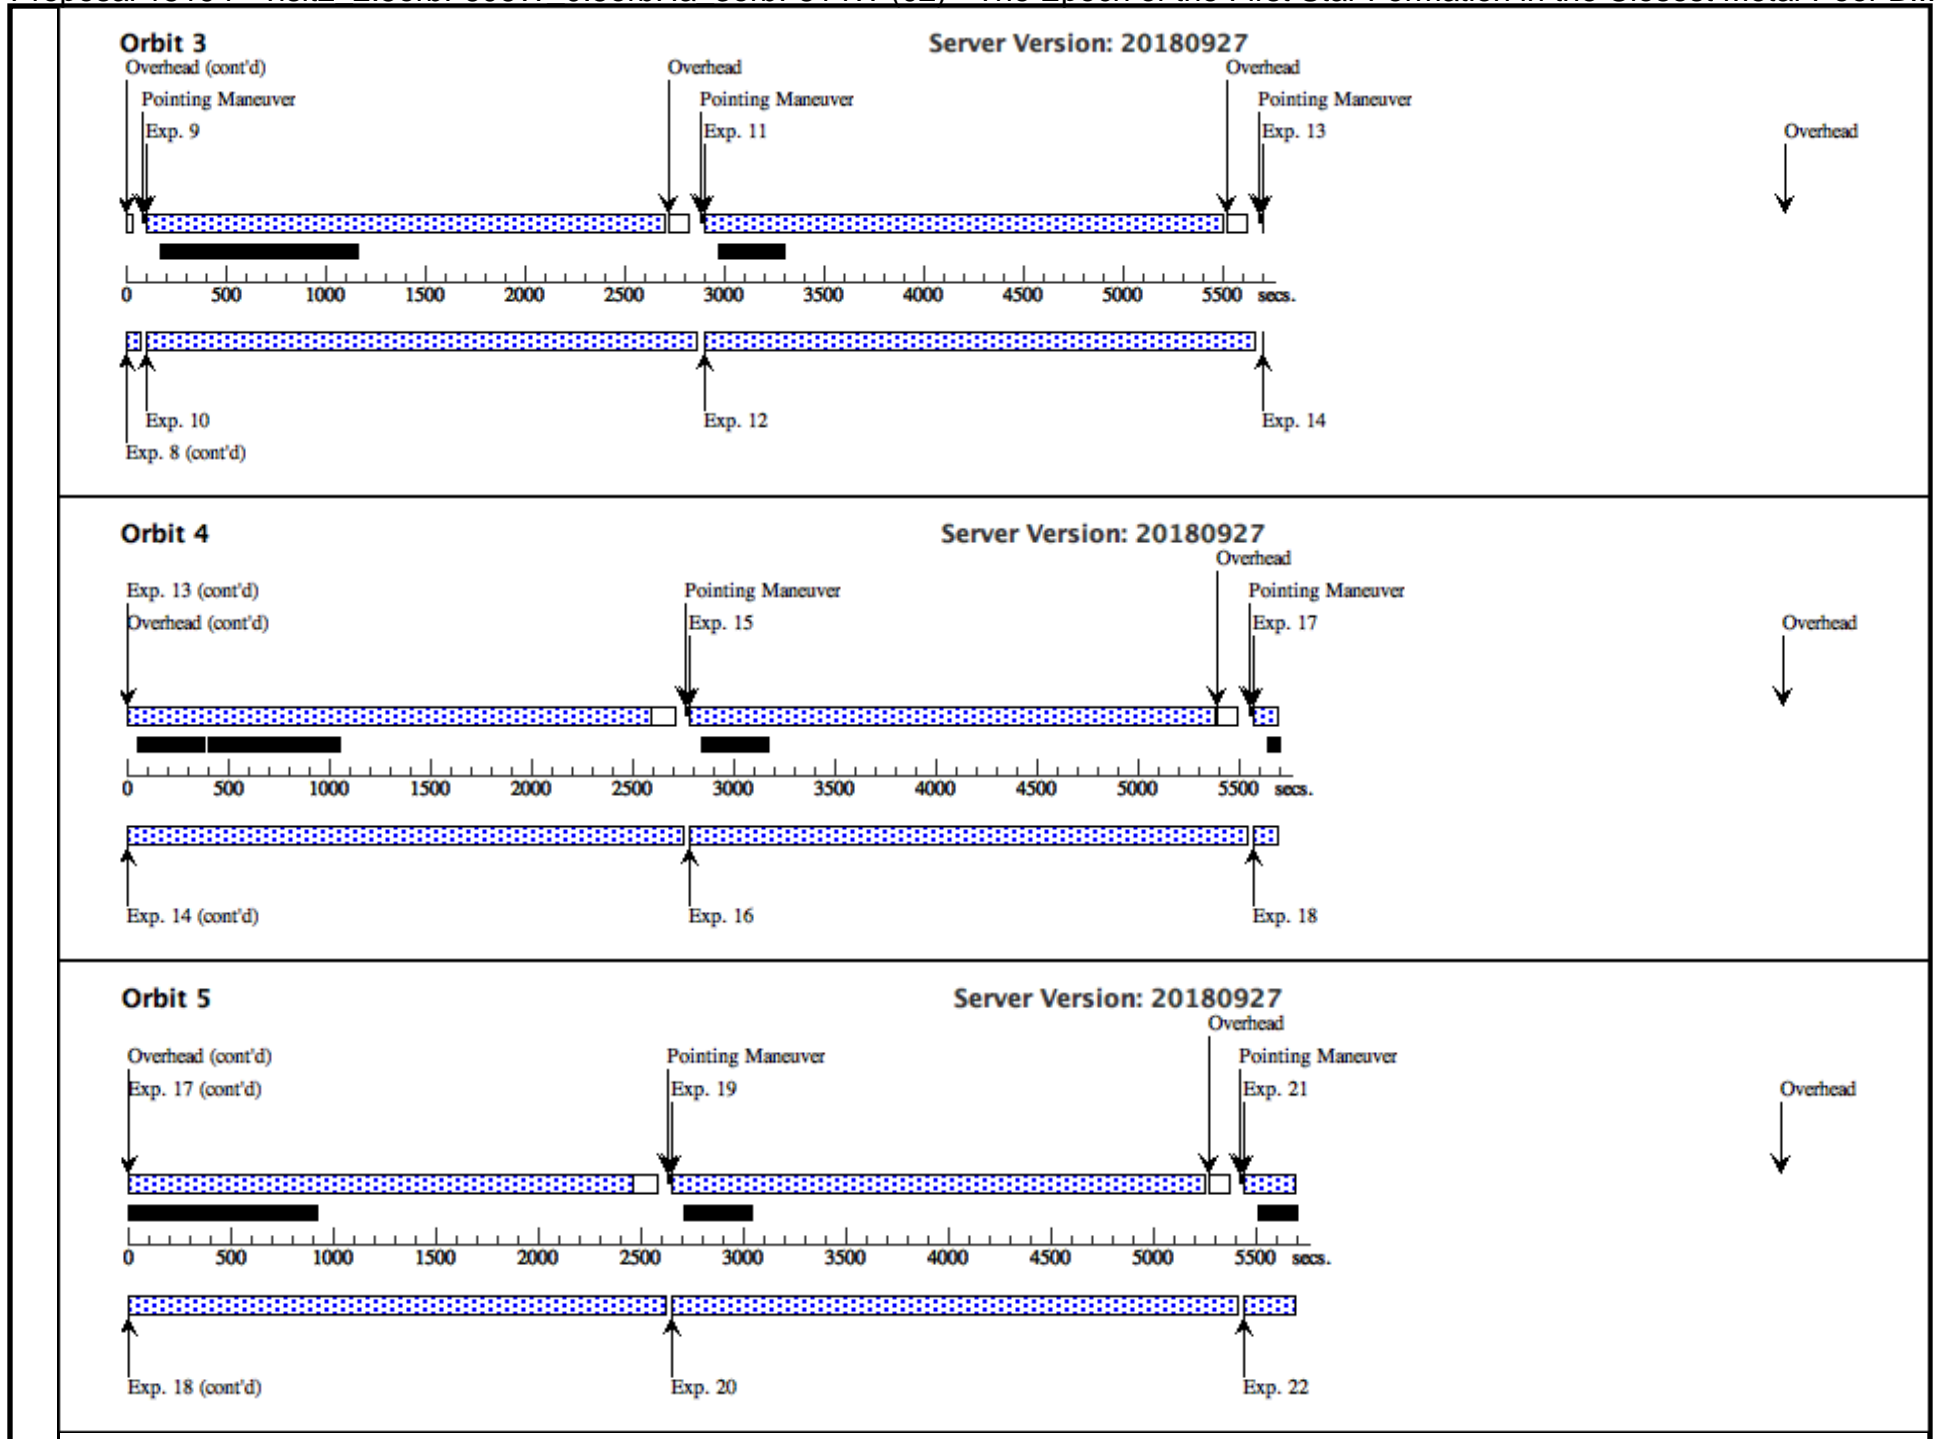 Orbit 3 Server Version: 20180927
Overhead (cont'd) Overhead Overhead
Pointing Maneuver Pointing Maneuver Pointing Maneuver
Exp. 9 Exp. 11 Exp. 13 Overhead
0 500 1000 1500 2000 2500 3000 3500 4000 4500 5000 5500 secs.
Exp. 10 Exp. 12 Exp. 14
Exp. 8 (cont'd)
Orbit 4 Server Version: 20180927
Overhead
Exp. 13 (cont'd) Pointing Maneuver Pointing Maneuver
Overhead (cont'd) Exp. 15 Exp. 17 Overhead
0 500 1000 1500 2000 2500 3000 3500 4000 4500 5000 5500 secs.
Exp. 14 (cont'd) Exp. 16 Exp. 18
Orbit 5 Server Version: 20180927
Overhead
Overhead (cont'd) Pointing Maneuver Pointing Maneuver
Exp. 17 (cont'd) Exp. 19 Exp. 21 Overhead
0 500 1000 1500 2000 2500 3000 3500 4000 4500 5000 5500 secs.
Exp. 18 (cont'd) Exp. 20 Exp. 22